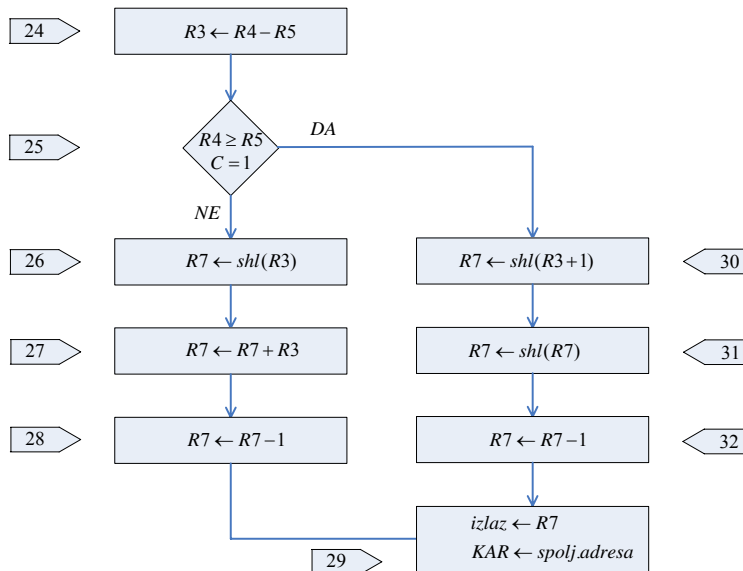 24
R3 ← R4 − R5
25
R4 ≥ R5
C = 1
DA
NE
26
R7 ← shl(R3)
R7 ← shl(R3+1)
30
27
R7 ← R7 + R3
R7 ← shl(R7)
31
28
R7 ← R7 − 1
R7 ← R7 − 1
32
izlaz ← R7
KAR ← spolj.adresa
29